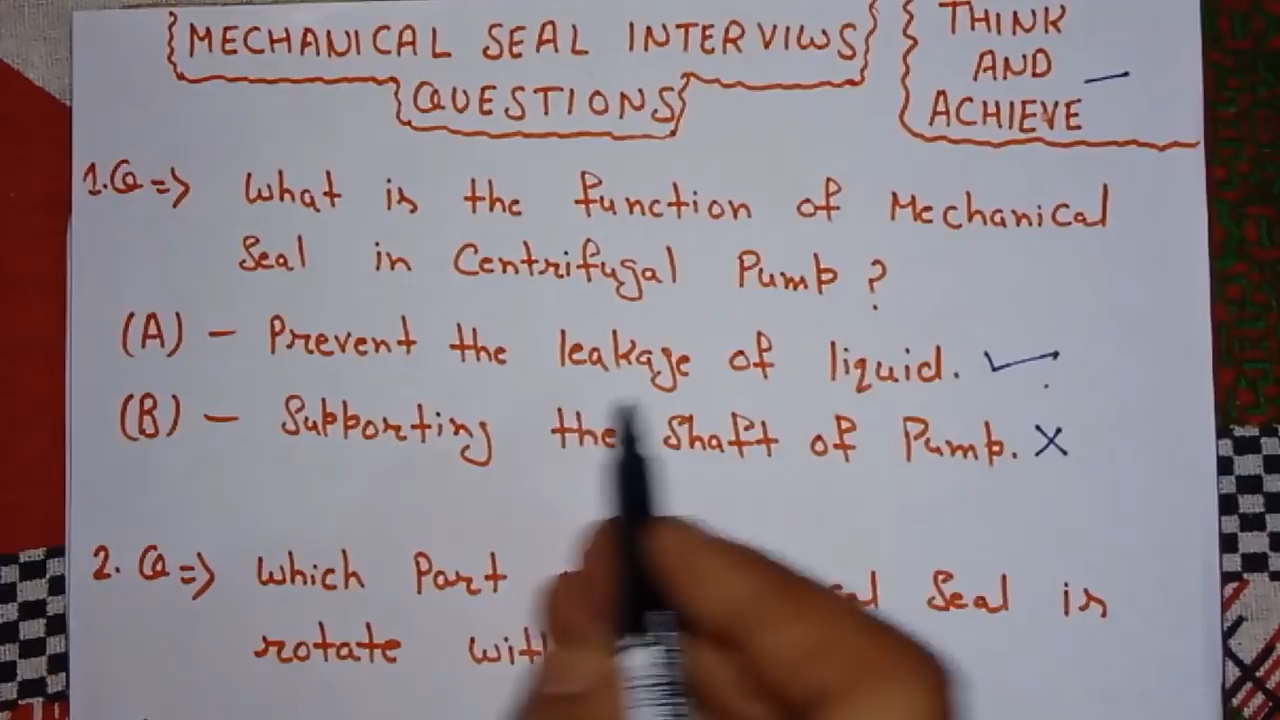 MECHANICAL SEAL INTERVIWS
QUESTIONS
THINK
AND
ACHIEVE
1.Q => What is the function of Mechanical
Seal in Centrifugal Pump?
(A) - Prevent the leakage of liquid.
(B) - Supporting the Shaft of Pump.
2. Q => which Part Seal is
rotate